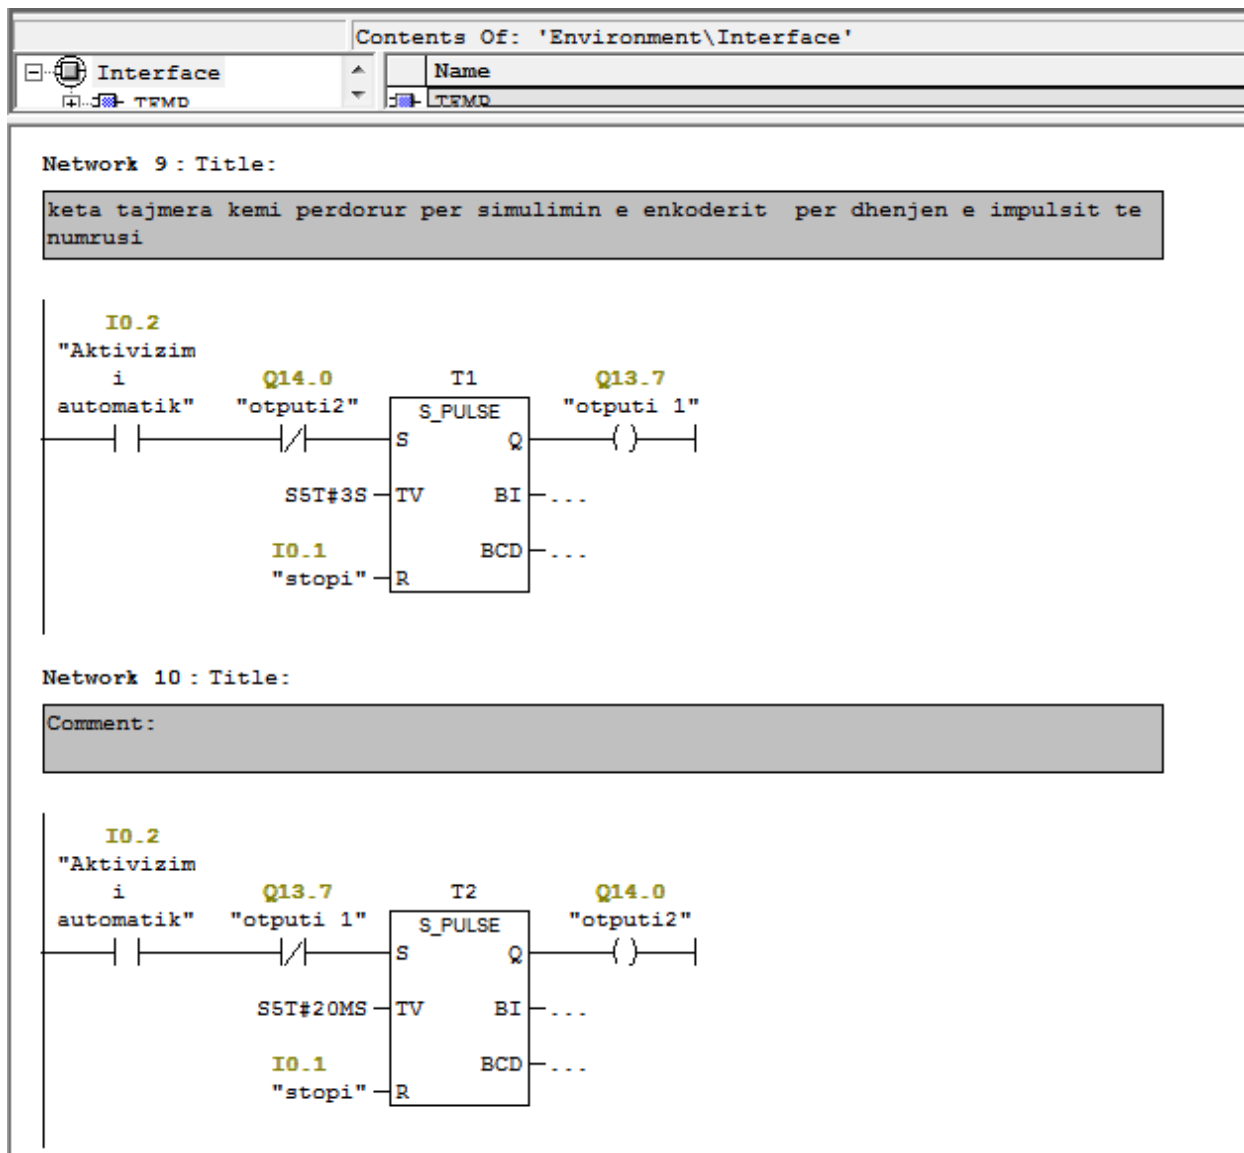 Contents Of: 'Environment\Interface'
Interface
Name
TEMP
TEMP
Network 9 : Title:
keta tajmera kemi perdorur per simulimin e enkoderit  per dhenjen e impulsit te
numrusi
I0.2
"Aktivizim
i
automatik"
Q14.0
"otputi2"
T1
S_PULSE
Q13.7
"otputi 1"
S
Q
S5T#3S
TV
BI
...
I0.1
"stopi"
R
BCD
...
Network 10 : Title:
Comment:
I0.2
"Aktivizim
i
automatik"
Q13.7
"otputi 1"
T2
S_PULSE
Q14.0
"otputi2"
S
Q
S5T#20MS
TV
BI
...
I0.1
"stopi"
R
BCD
...